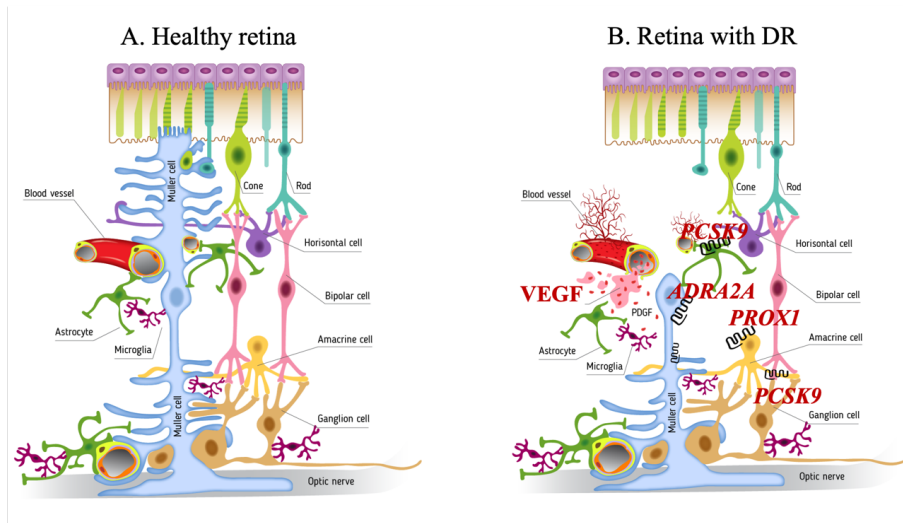 A. Healthy retina
Muller cell
Cone
Rod
Blood vessel
Horisontal cell
Bipolar cell
Astrocyte
Microglia
Amacrine cell
Muller cell
Ganglion cell
Optic nerve
B. Retina with DR
Cone
Rod
Blood vessel
PCSK9
Horisontal cell
VEGF
ADRA2A
Bipolar cell
PDGF
PROX1
Astrocyte
Microglia
Amacrine cell
PCSK9
Muller cell
Ganglion cell
Optic nerve